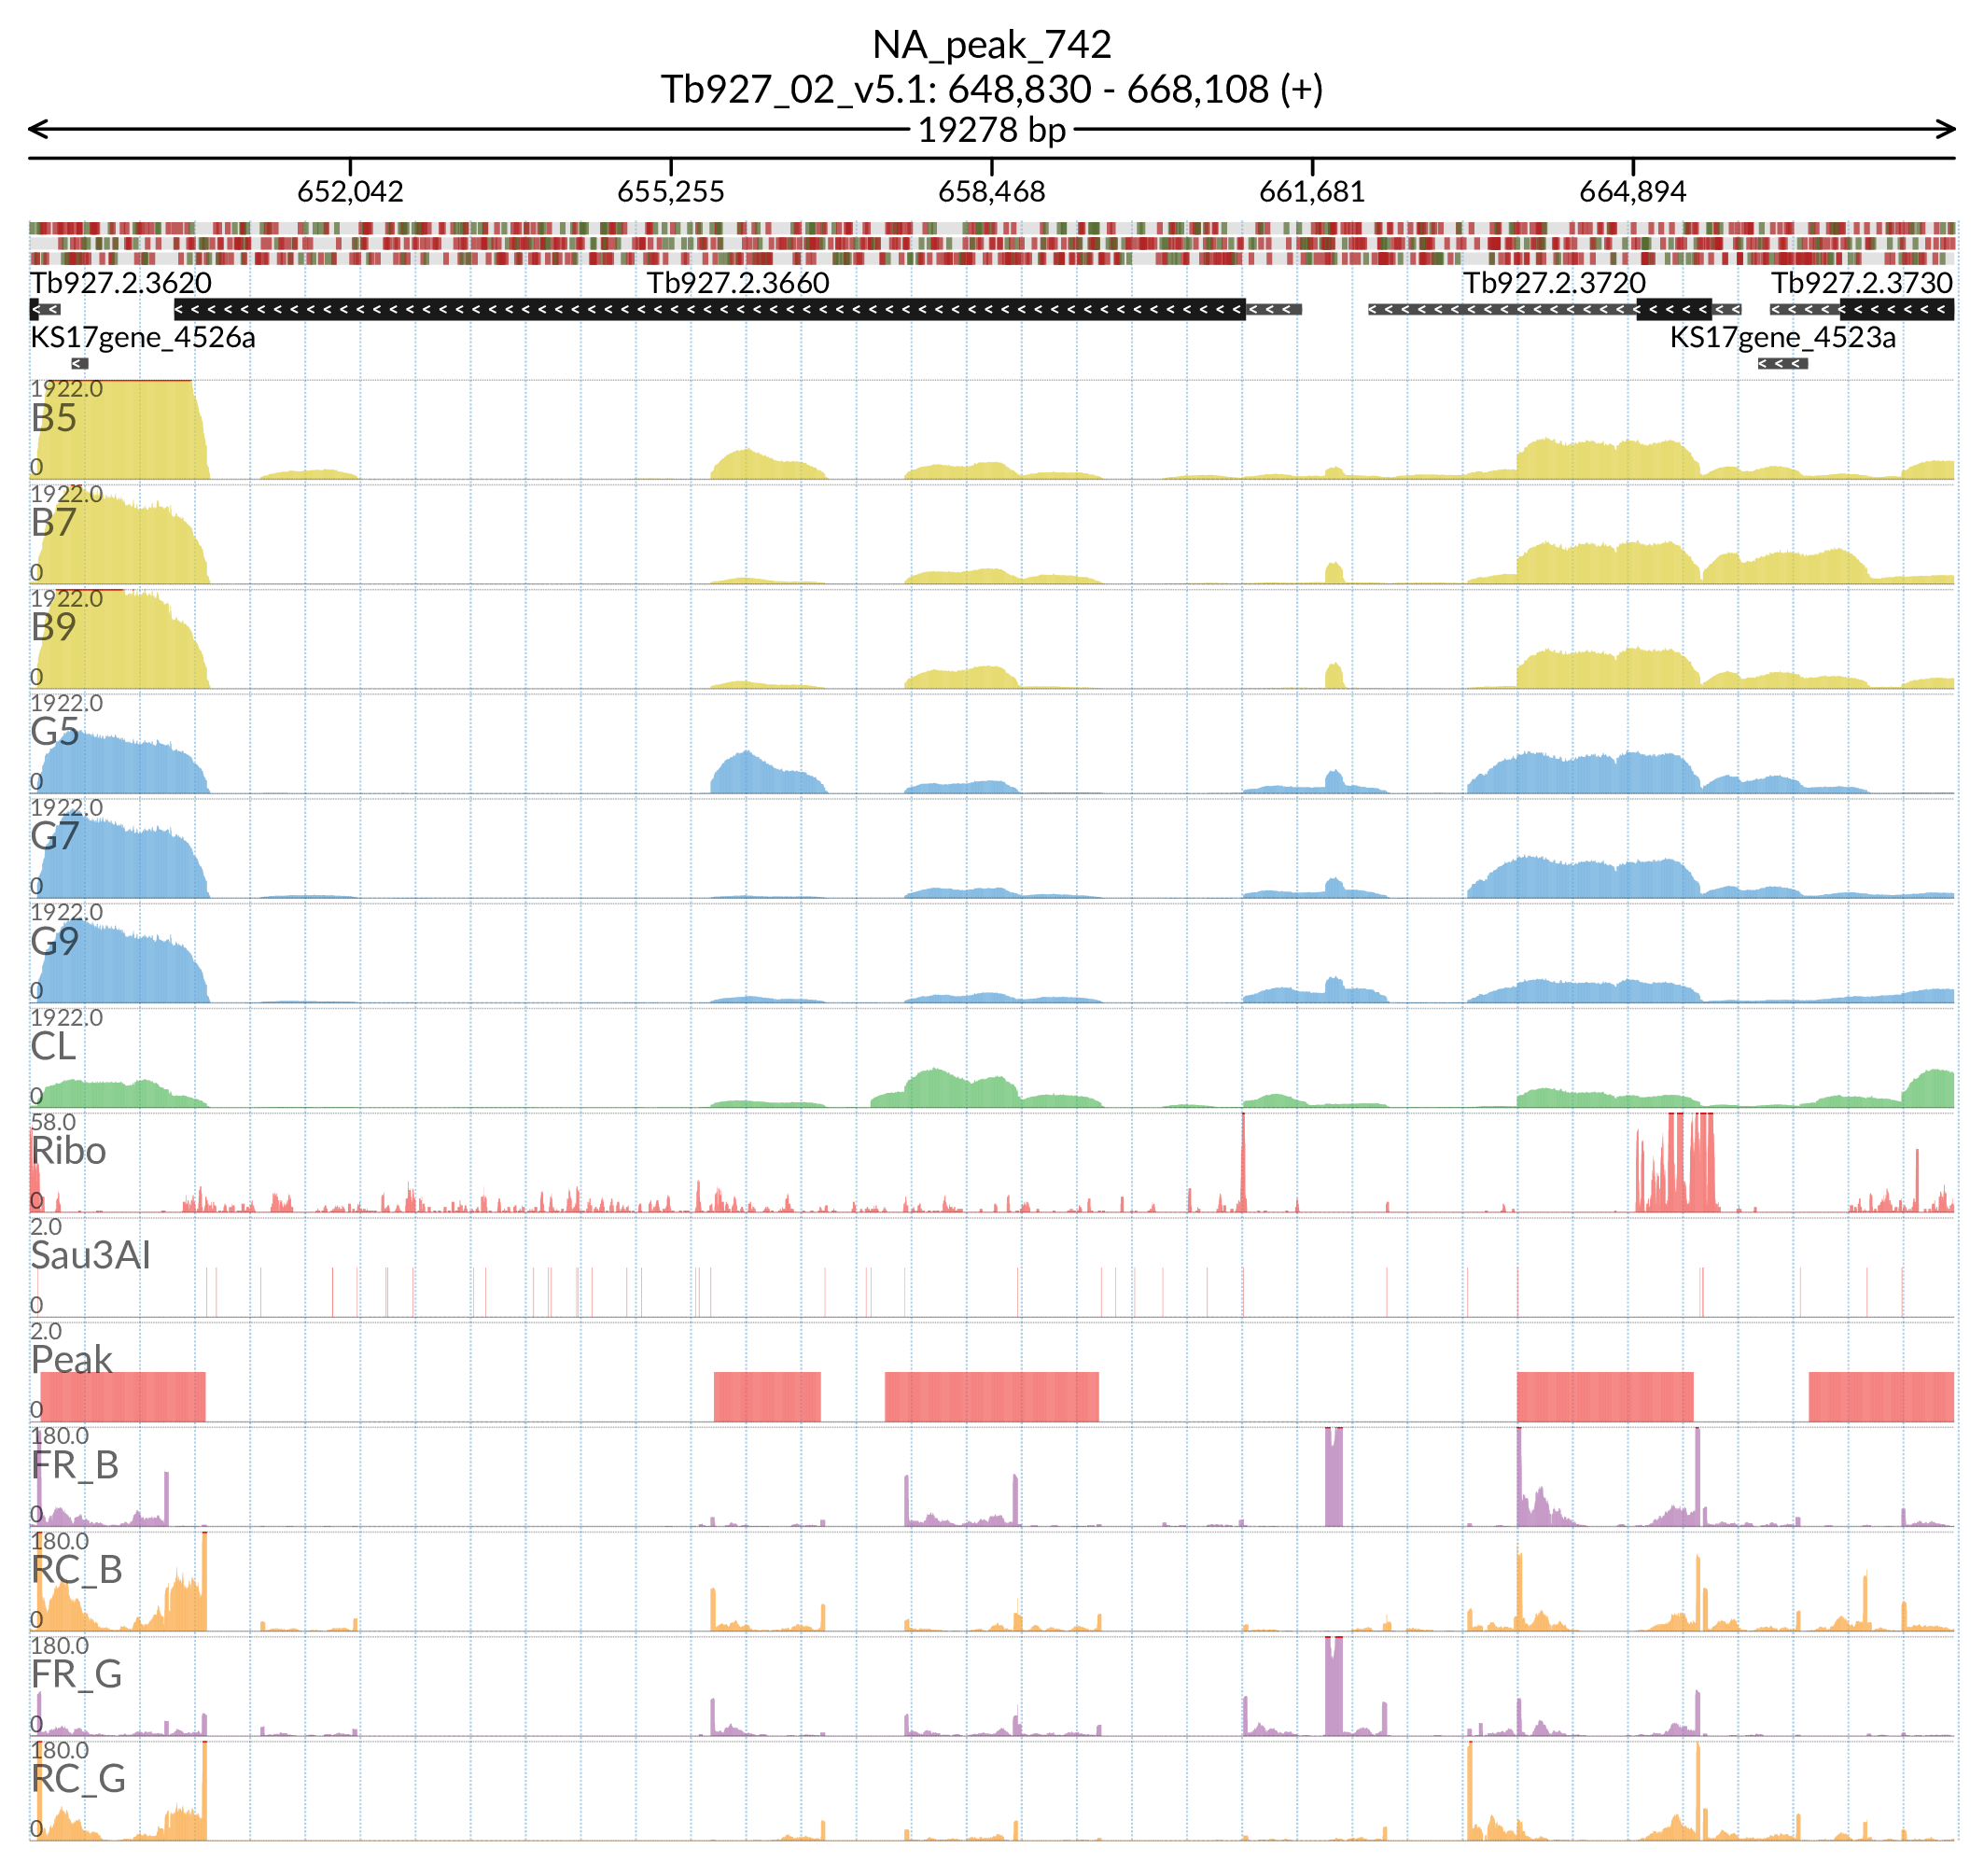 NA_peak_742
Tb927_02_v5.1: 648,830 - 668,108 (+)
19278 bp
652,042 655,255 658,468 661,681 664,894
Tb927.2.3620 Tb927.2.3660 Tb927.2.3720 Tb927.2.3730
KS17gene_4526a KS17gene_4523a
1922.0
B5
0
1922.0
B7
0
1922.0
B9
0
1922.0
G5
0
1922.0
G7
0
1922.0
G9
0
1922.0
CL
0
58.0
Ribo
0
2.0
Sau3AI
0
2.0
Peak
0
180.0
FR_B
0
180.0
RC_B
0
180.0
FR_G
0
180.0
RC_G
0